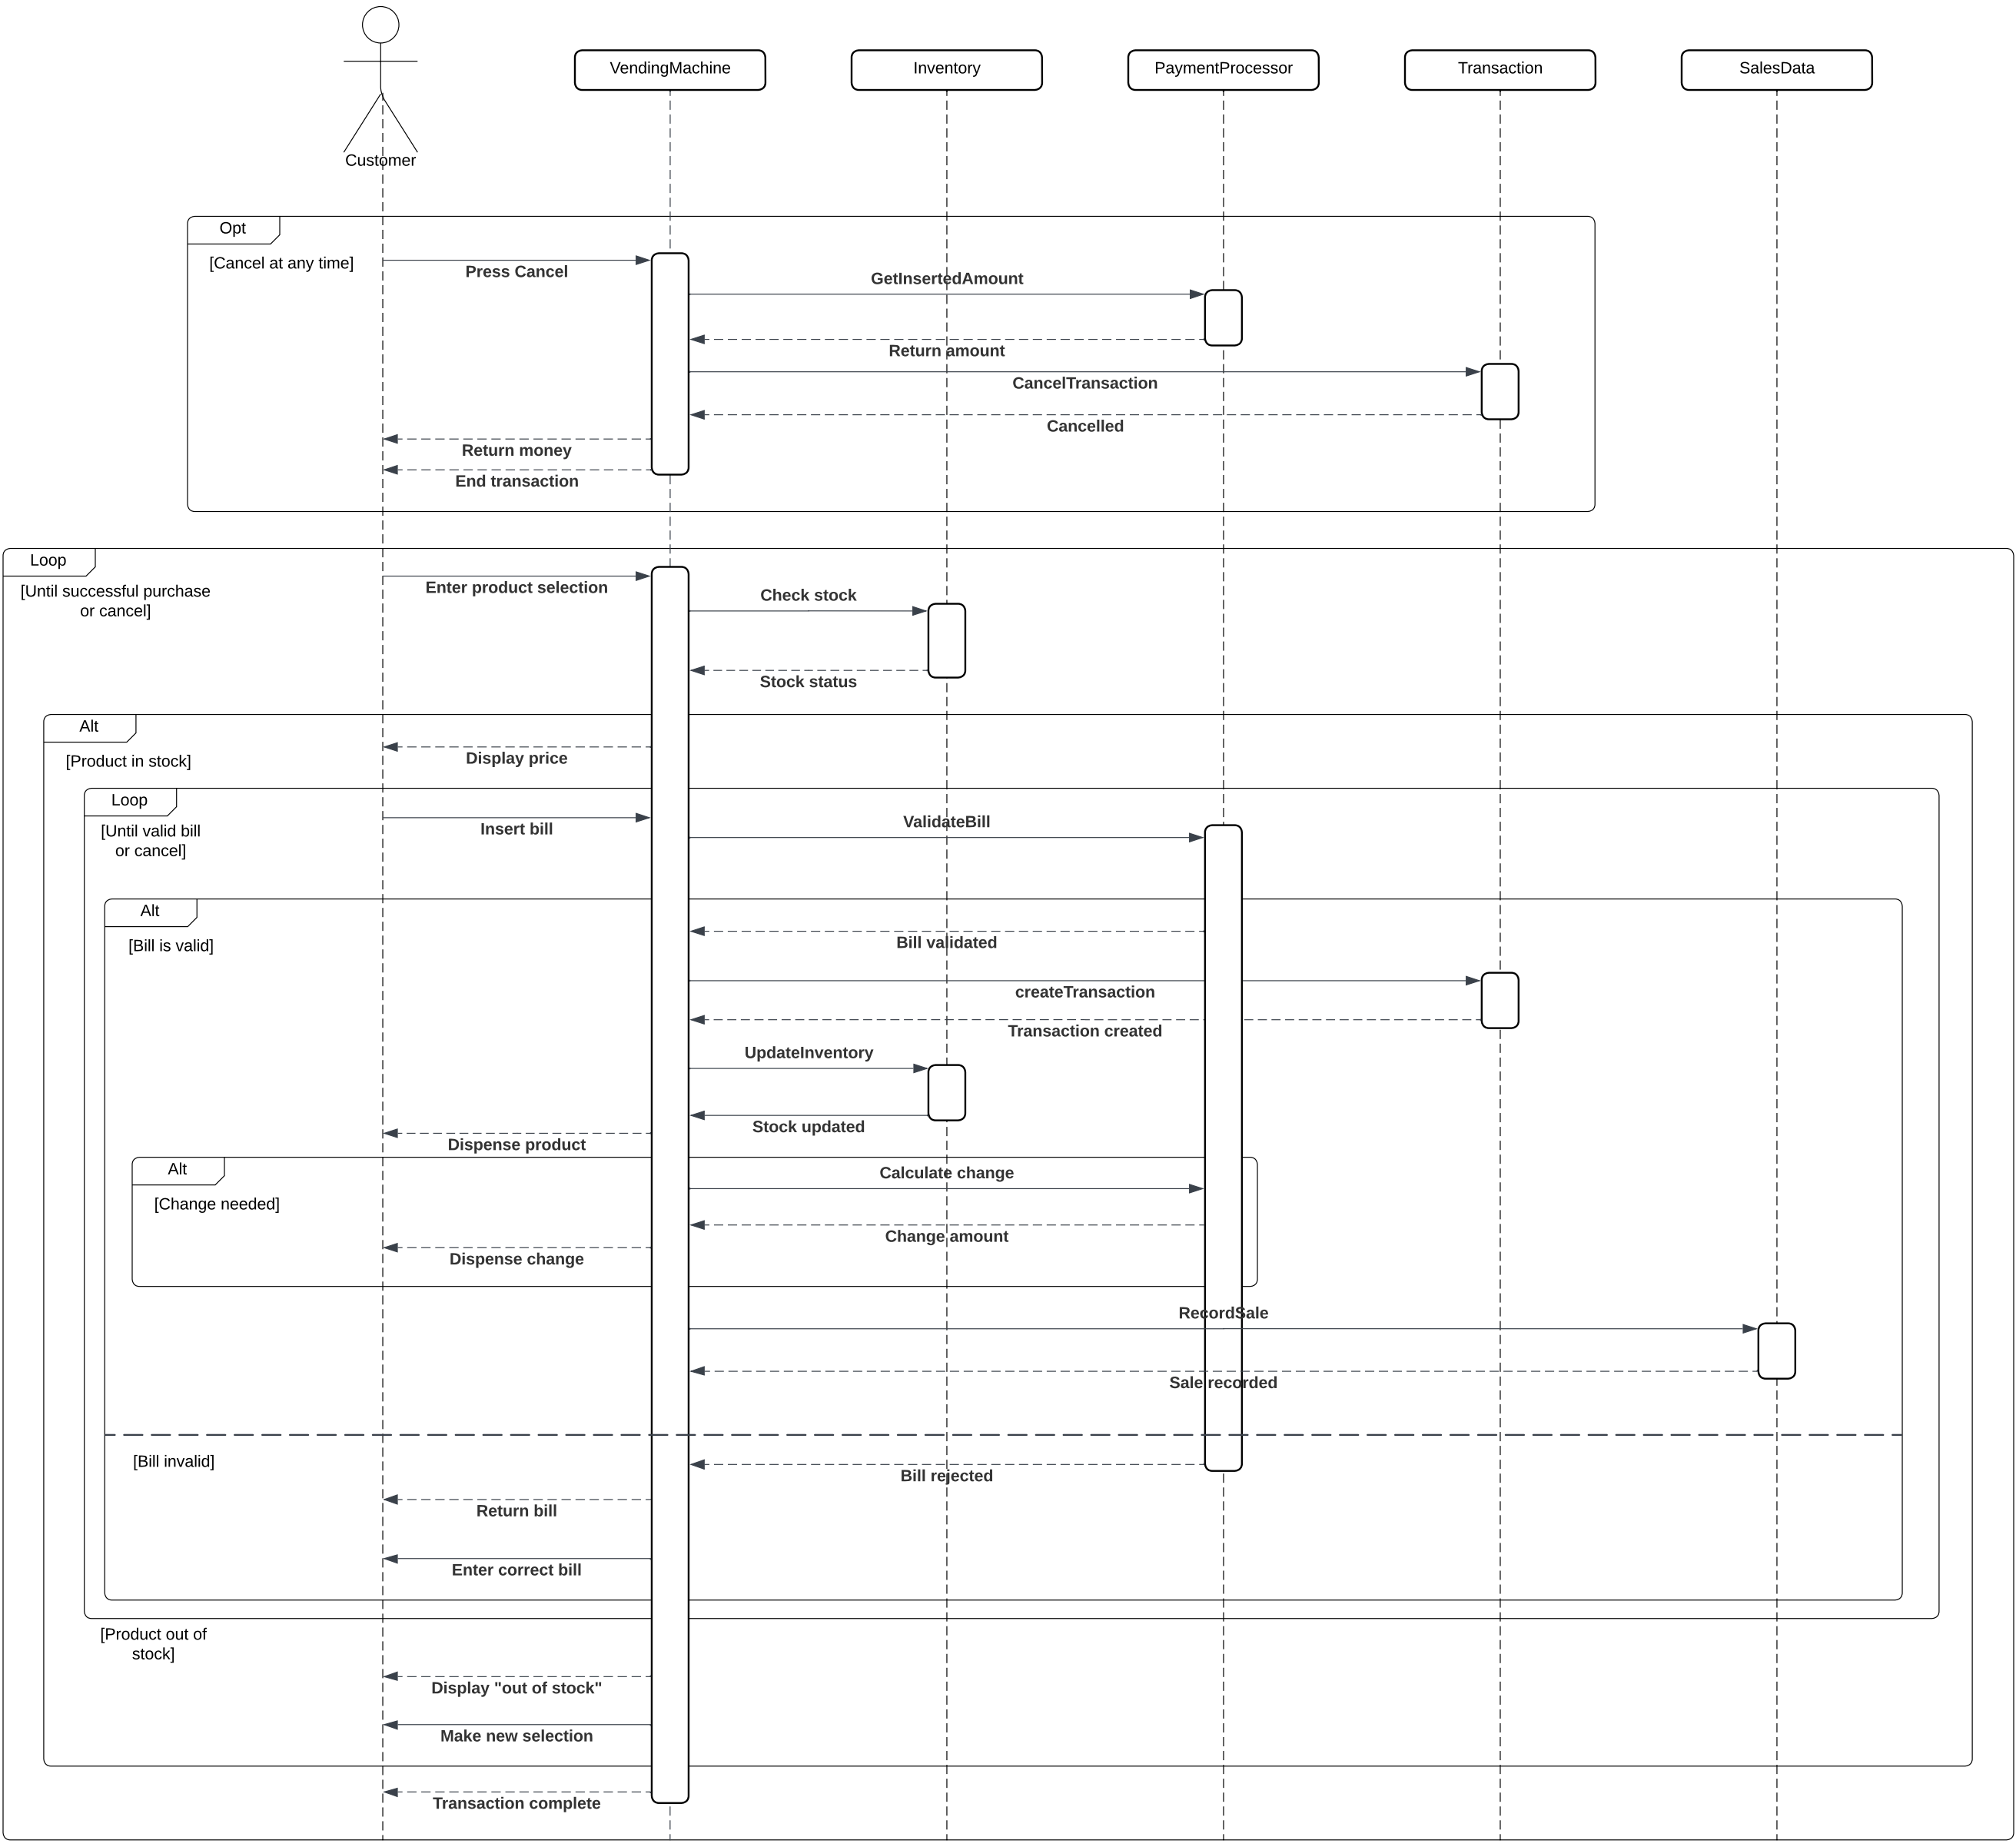 VendingMachine
Inventory
PaymentProcessor
Transaction
SalesData
Customer
Opt
[Cancel at any time]
Press Cancel
GetInsertedAmount
Return amount
CancelTransaction
Cancelled
Return money
End transaction
Loop
[Until successful purchase
or cancel]
Enter product selection
Check stock
Stock status
Alt
[Product in stock]
Display price
Loop
[Until valid bill
or cancel]
Insert bill
ValidateBill
Alt
[Bill is valid]
Bill validated
createTransaction
Transaction created
UpdateInventory
Stock updated
Dispense product
Alt
[Change needed]
Calculate change
Change amount
Dispense change
RecordSale
Sale recorded
[Bill invalid]
Bill rejected
Return bill
Enter correct bill
[Product out of
stock]
Display "out of stock"
Make new selection
Transaction complete